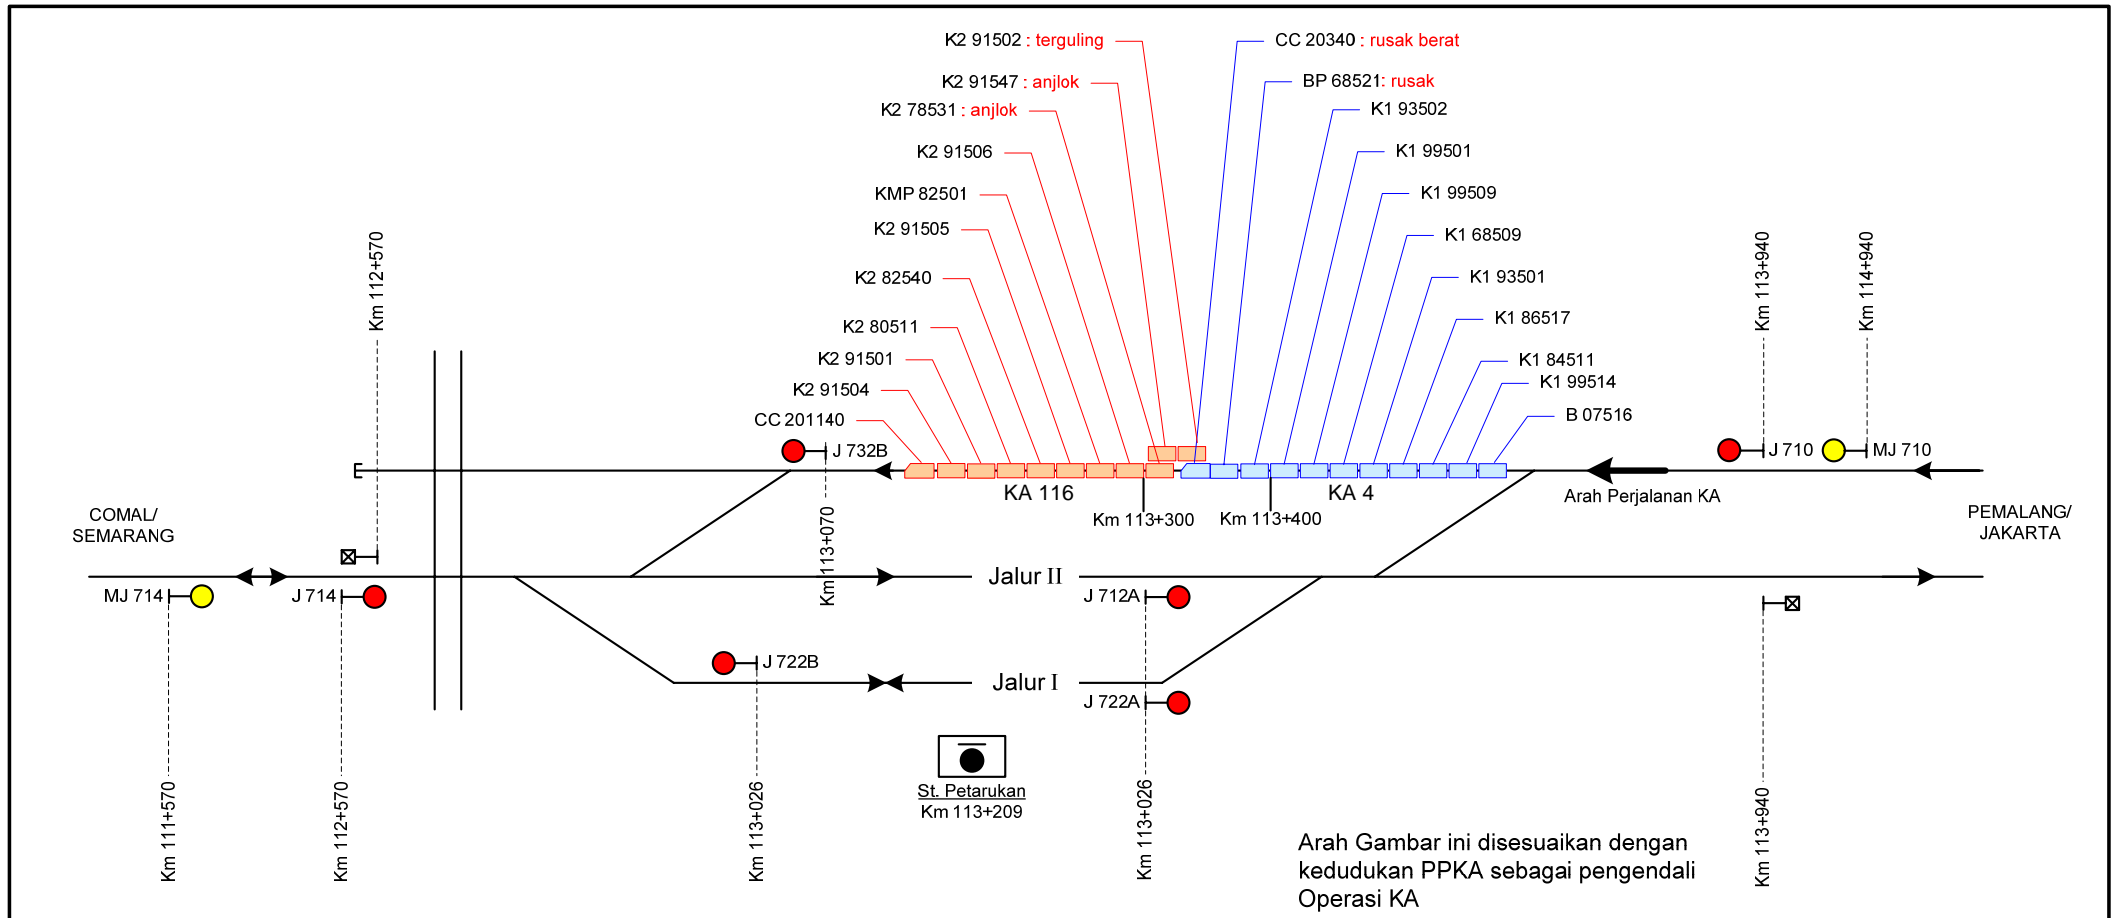 K2 91502 : terguling
CC 20340 : rusak berat
K2 91547 : anjlok
BP 68521: rusak
K2 78531 : anjlok
K1 93502
K2 91506
K1 99501
KMP 82501
K1 99509
K2 91505
K1 68509
K2 82540
K1 93501
K2 80511
K1 86517
K2 91501
K1 84511
K2 91504
K1 99514
CC 201140
B 07516
Km 112+570
Km 113+940
Km 114+940
J 732B
J 710
MJ 710
KA 116
KA 4
Arah Perjalanan KA
Km 113+300
Km 113+400
COMAL/
SEMARANG
PEMALANG/
JAKARTA
Km 113+070
Jalur II
MJ 714
J 714
J 712A
J 722B
Jalur I
J 722A
St. Petarukan
Km 113+209
Km 111+570
Km 112+570
Km 113+026
Km 113+026
Km 113+940
Arah Gambar ini disesuaikan dengan
kedudukan PPKA sebagai pengendali
Operasi KA